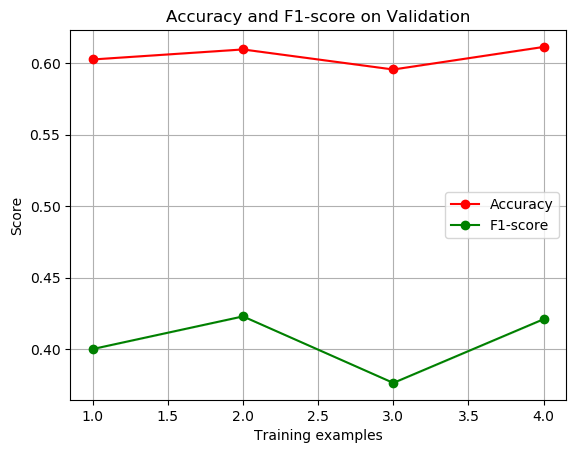 Accuracy and F1-score on Validation
0.60
0.55
0.50
0.45
0.40
Score
Accuracy
F1-score
1.0 1.5 2.0 2.5 3.0 3.5 4.0
Training examples